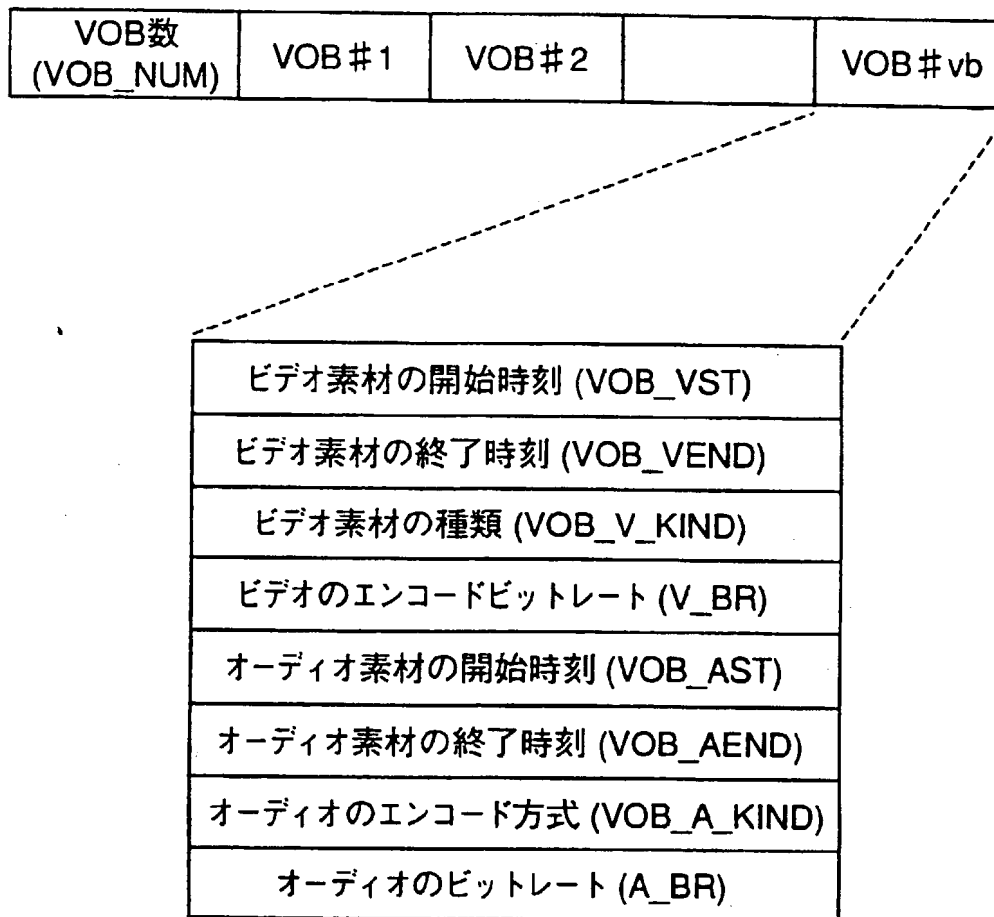 VOB数
(VOB_NUM)
VOB♯1
VOB♯2
VOB♯vb
ビデオ素材の開始時刻 (VOB_VST)
ビデオ素材の終了時刻 (VOB_VEND)
ビデオ素材の種類 (VOB_V_KIND)
ビデオのエンコードビットレート (V_BR)
オーディオ素材の開始時刻 (VOB_AST)
オーディオ素材の終了時刻 (VOB_AEND)
オーディオのエンコード方式 (VOB_A_KIND)
オーディオのビットレート (A_BR)